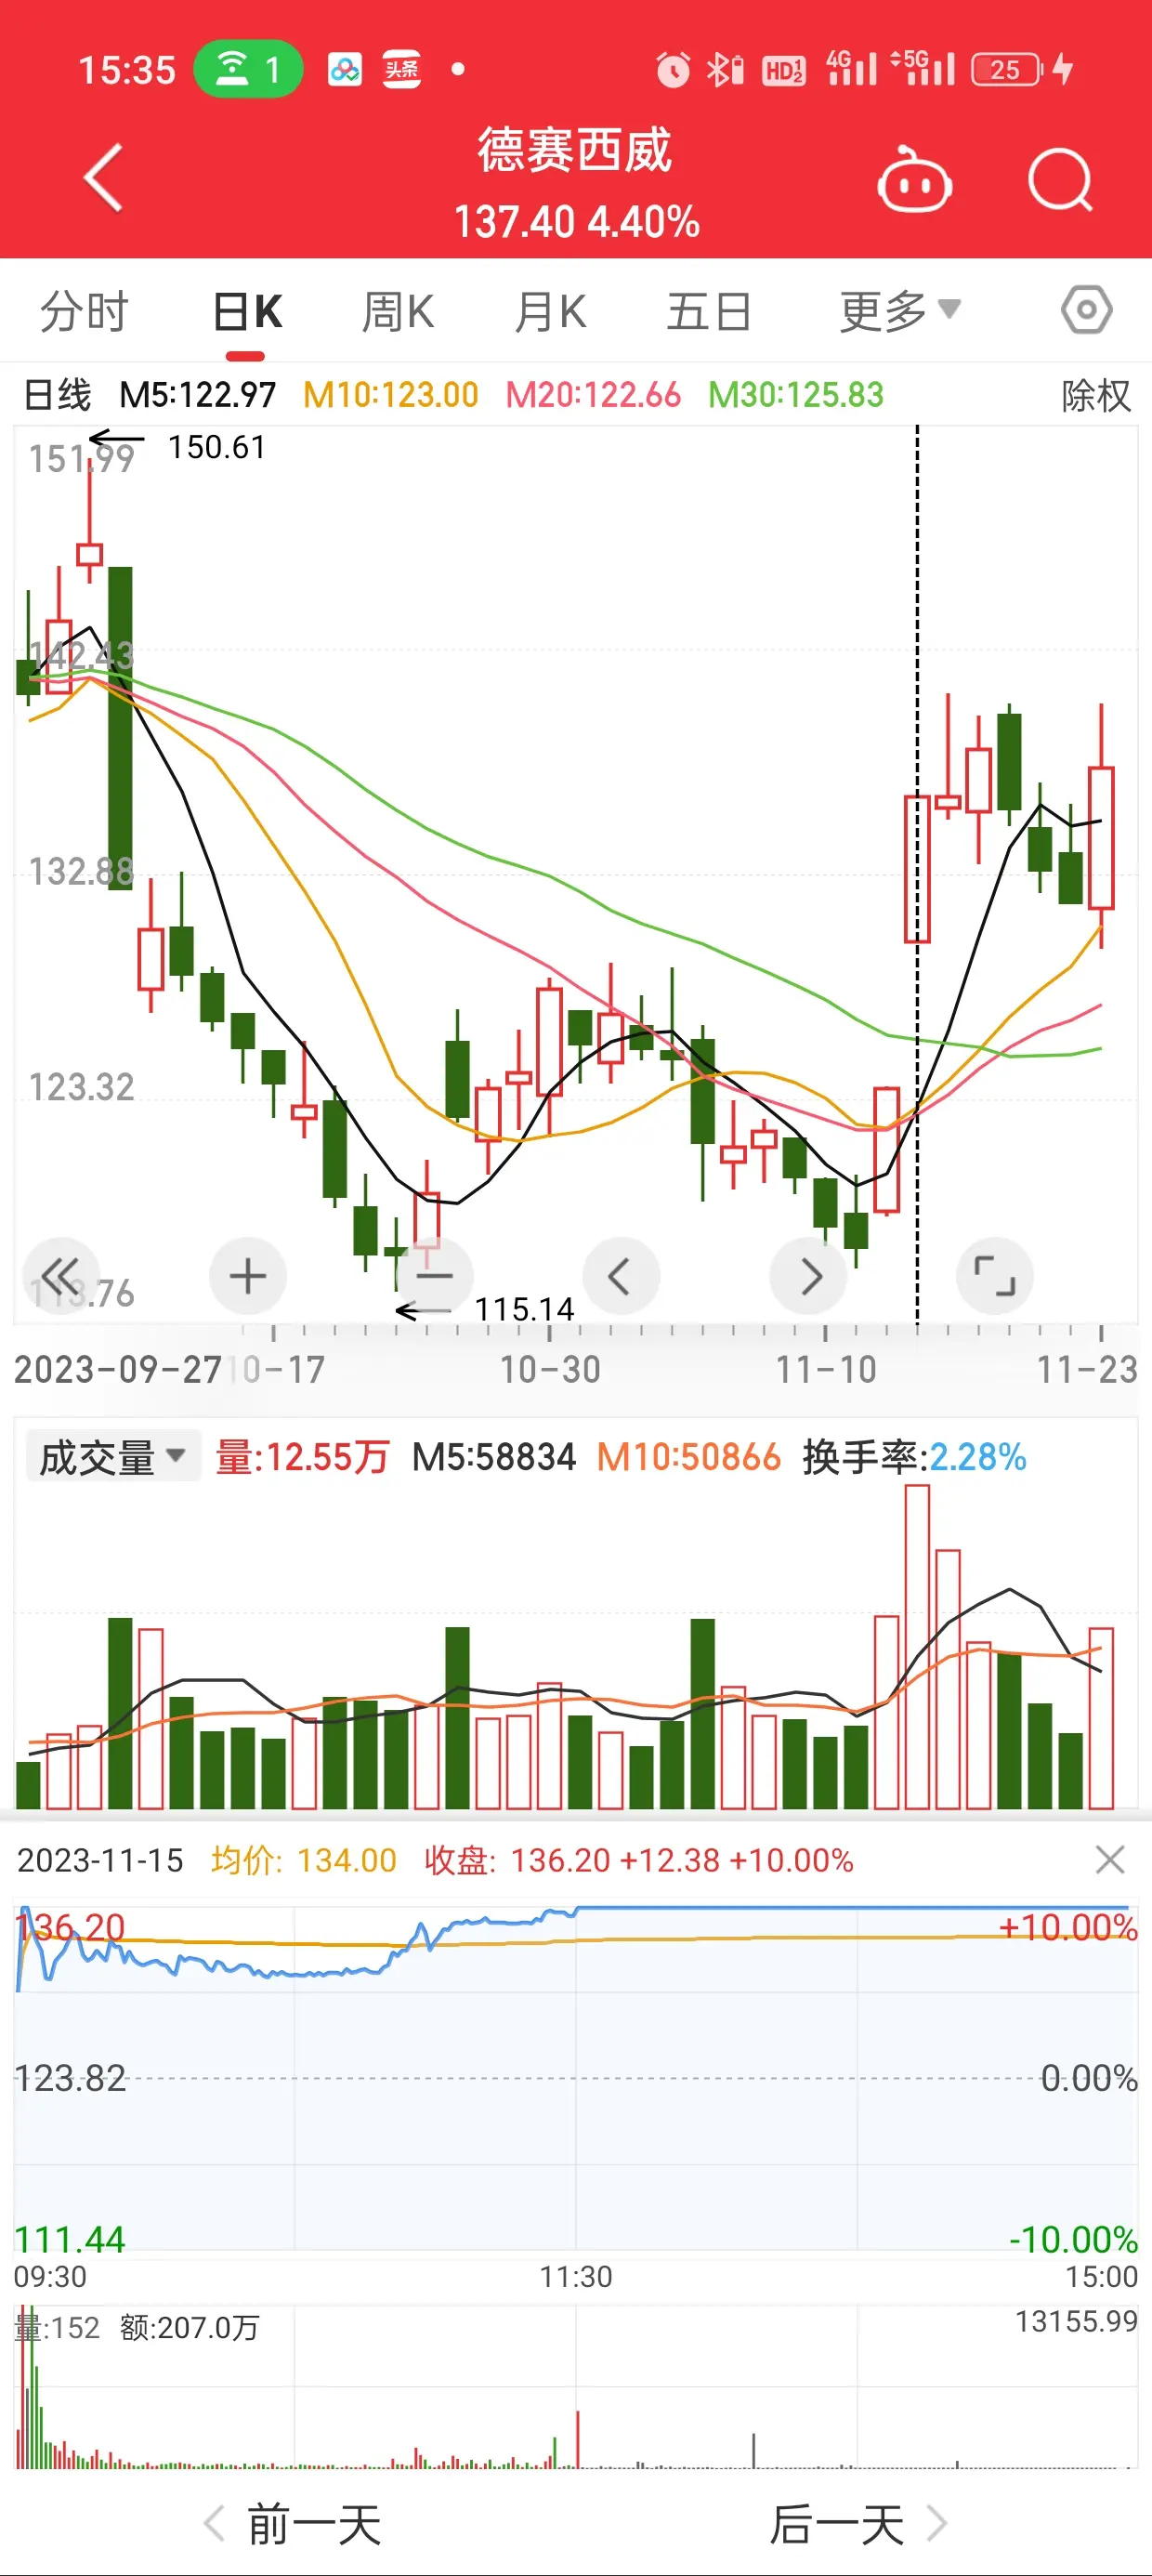 15:35 1 头条 HD1 2 4G 5G 25
德赛西威
137.40 4.40%
分时 日K 周K 月K 五日 更多
日线 M5:122.97 M10:123.00 M20:122.66 M30:125.83 除权
151.99 150.61
142.43
132.88
123.32
113.76 115.14
2023-09-27 10-17 10-30 11-10 11-23
成交量 量:12.55万 M5:58834 M10:50866 换手率:2.28%
2023-11-15 均价: 134.00 收盘: 136.20 +12.38 +10.00%
136.20 +10.00%
123.82 0.00%
111.44 -10.00%
09:30 11:30 15:00
量:152 额:207.0万 13155.99
前一天 后一天